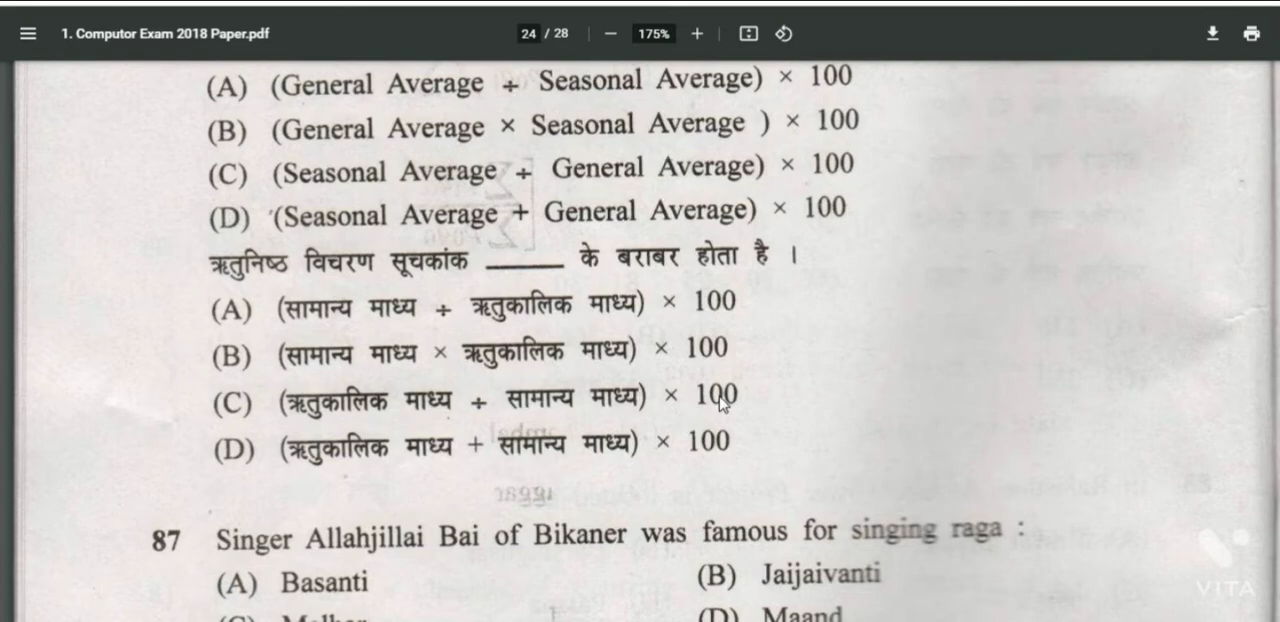 1. Computor Exam 2018 Paper.pdf
24 / 28
175%
(A) (General Average ÷ Seasonal Average) × 100
(B) (General Average × Seasonal Average ) × 100
(C) (Seasonal Average ÷ General Average) × 100
(D) (Seasonal Average + General Average) × 100
ऋतुनिष्ठ विचरण सूचकांक ______ के बराबर होता है ।
(A) (सामान्य माध्य ÷ ऋतुकालिक माध्य) × 100
(B) (सामान्य माध्य × ऋतुकालिक माध्य) × 100
(C) (ऋतुकालिक माध्य ÷ सामान्य माध्य) × 100
(D) (ऋतुकालिक माध्य + सामान्य माध्य) × 100
87 Singer Allahjillai Bai of Bikaner was famous for singing raga :
(A) Basanti (B) Jaijaivanti
(D) Maand
VITA